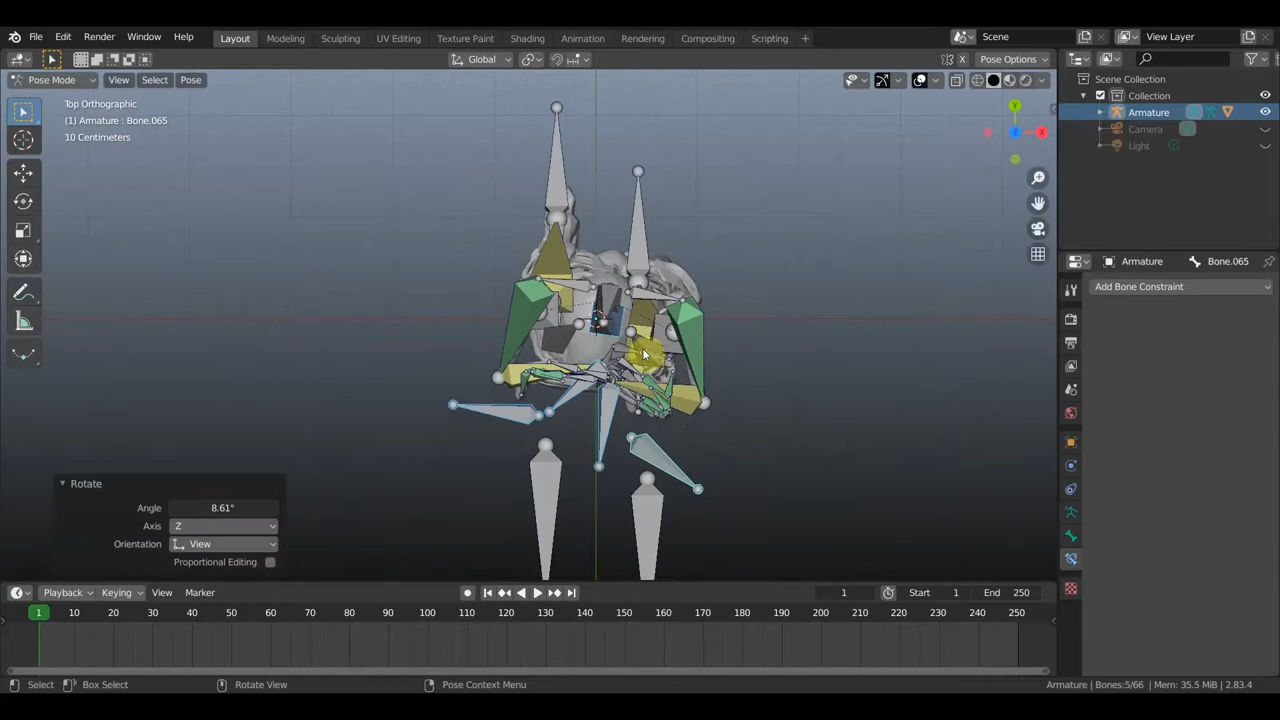 File Edit Render Window Help Layout Modeling Sculpting UV Editing Texture Paint Shading Animation Rendering Compositing Scripting + Scene View Layer
Global X Pose Options
Pose Mode View Select Pose
Scene Collection
Top Orthographic
(1) Armature : Bone.065
10 Centimeters
Collection
Armature
Camera
Light
Y
X
Z
Armature Bone.065
Add Bone Constraint
Rotate
Angle 8.61°
Axis Z
Orientation View
Proportional Editing
Playback Keying View Marker 1 Start 1 End 250
1 10 20 30 40 50 60 70 80 90 100 110 120 130 140 150 160 170 180 190 200 210 220 230 240 250
Select Box Select Rotate View Pose Context Menu Armature | Bones:5/66 | Mem: 35.5 MiB | 2.83.4